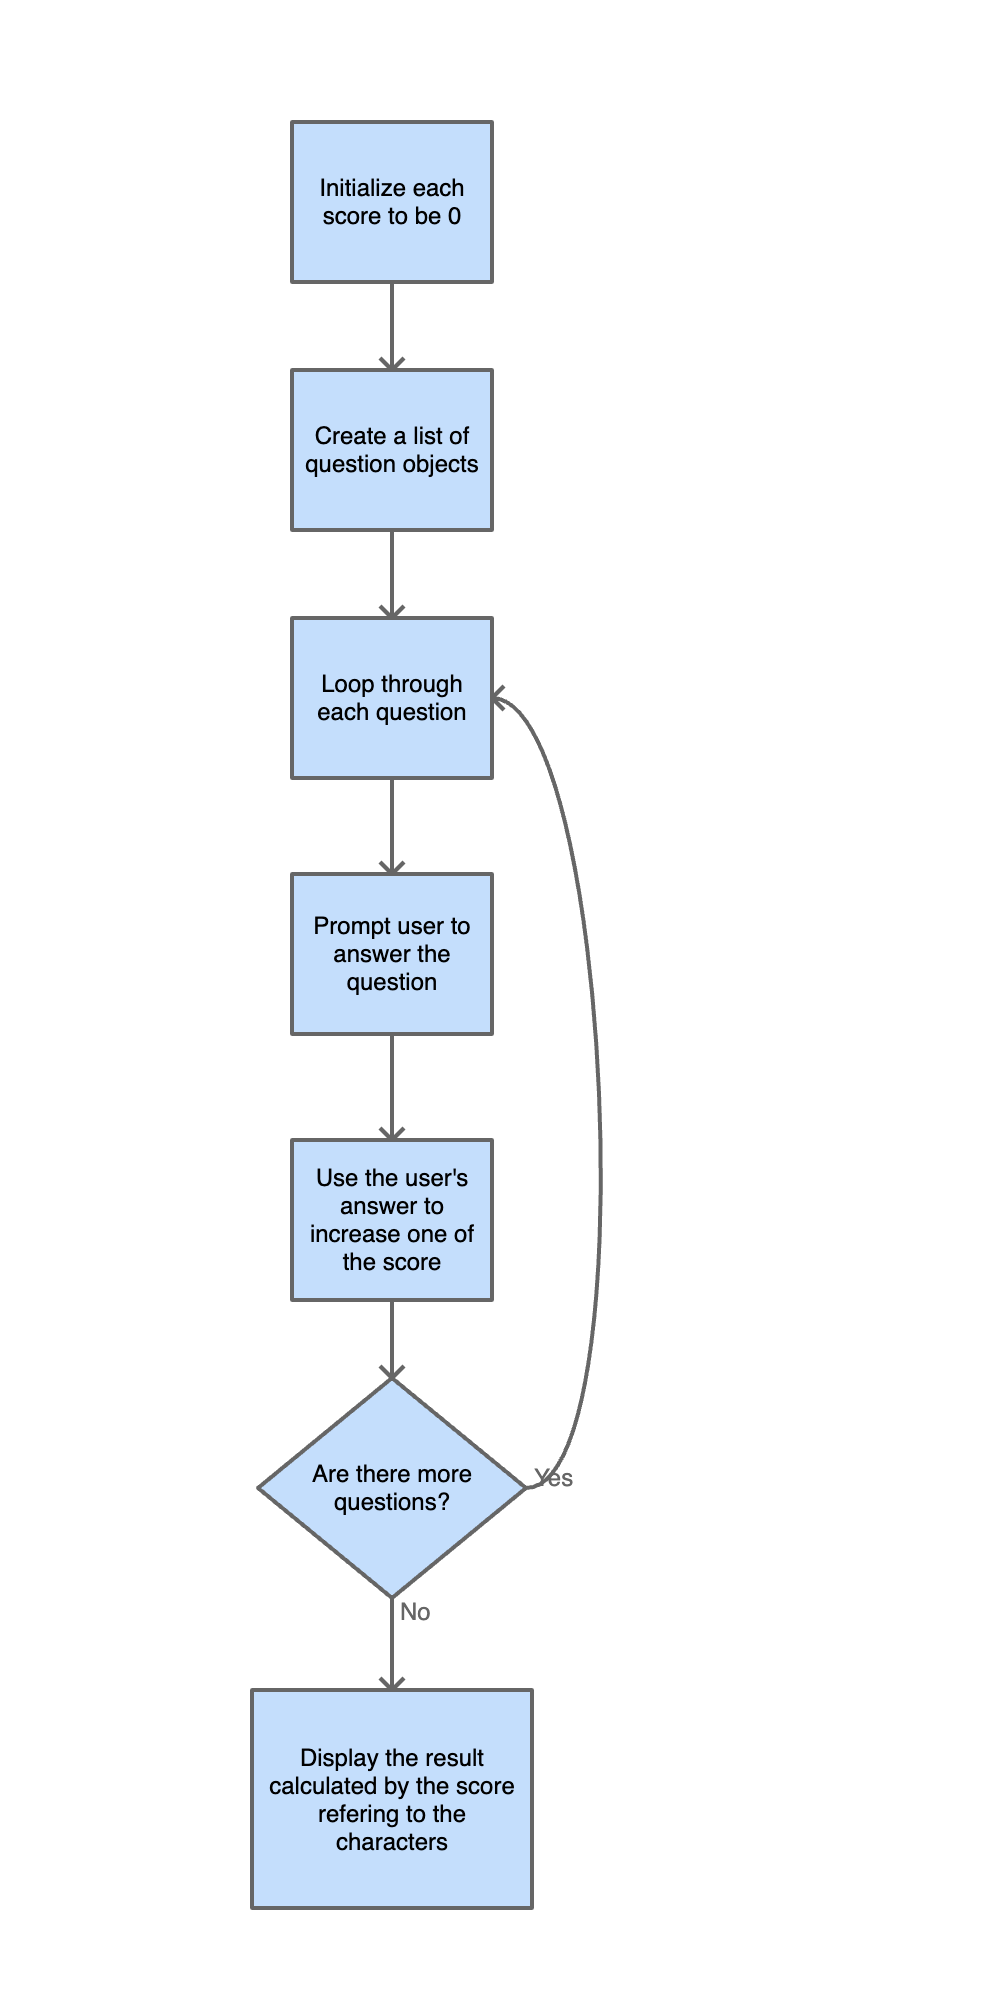 Initialize each
score to be 0
Create a list of
question objects
Loop through
each question
Prompt user to
answer the
question
Use the user's
answer to
increase one of
the score
Are there more
questions?
Yes
No
Display the result
calculated by the score
refering to the
characters